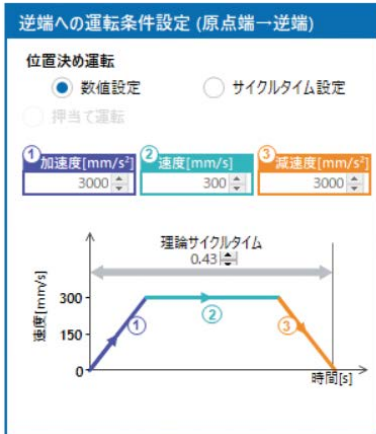 逆端への運転条件設定 (原点端→逆端)
位置決め運転
数値設定 サイクルタイム設定
押当て運転
① 加速度[mm/s²] ② 速度[mm/s] ③ 減速度[mm/s²]
3000 300 3000
理論サイクルタイム
0.43
速度[mm/s]
300
150
0
① ② ③
時間[s]